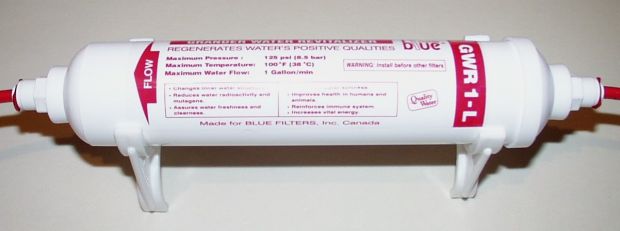 GRANDER WATER REVITALIZER
REGENERATES WATER'S POSITIVE QUALITIES
blue
GWR 1-L
FLOW
Maximum Pressure : 125 psi (8.5 bar)
Maximum Temperature: 100°F (38°C)
Maximum Water Flow: 1 Gallon/min
WARNING: Install before other filters
- Changes inner water
- Reduces water radioactivity and
mutagens.
- Assures water freshness and
clearness.
- Improves health in humans and
animals.
- Reinforces immune system.
- Increases vital energy
Quality
Water
Made for BLUE FILTERS, Inc. Canada